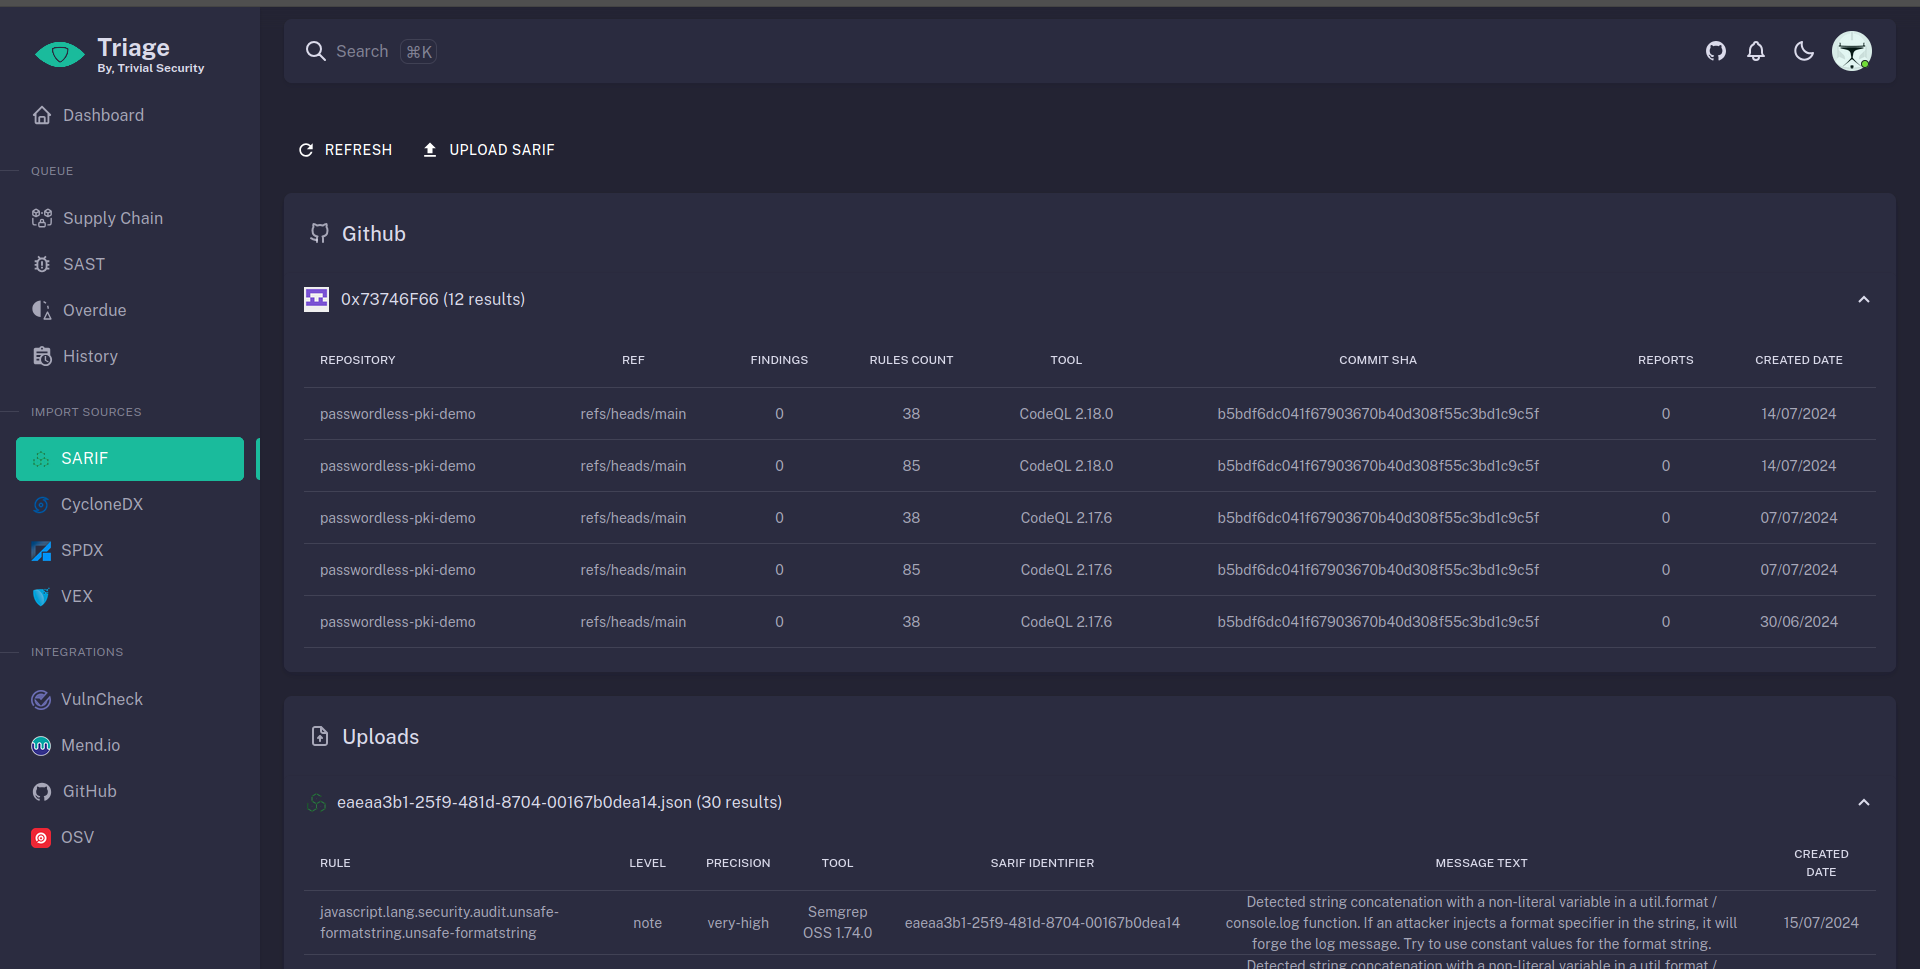 Triage
By, Trivial Security
Dashboard
QUEUE
Supply Chain
SAST
Overdue
History
IMPORT SOURCES
SARIF
CycloneDX
SPDX
VEX
INTEGRATIONS
VulnCheck
Mend.io
GitHub
OSV
Search ⌘K
REFRESH UPLOAD SARIF
Github
0x73746F66 (12 results)
REPOSITORY REF FINDINGS RULES COUNT TOOL COMMIT SHA REPORTS CREATED DATE
passwordless-pki-demo refs/heads/main 0 38 CodeQL 2.18.0 b5bdf6dc041f67903670b40d308f55c3bd1c9c5f 0 14/07/2024
passwordless-pki-demo refs/heads/main 0 85 CodeQL 2.18.0 b5bdf6dc041f67903670b40d308f55c3bd1c9c5f 0 14/07/2024
passwordless-pki-demo refs/heads/main 0 38 CodeQL 2.17.6 b5bdf6dc041f67903670b40d308f55c3bd1c9c5f 0 07/07/2024
passwordless-pki-demo refs/heads/main 0 85 CodeQL 2.17.6 b5bdf6dc041f67903670b40d308f55c3bd1c9c5f 0 07/07/2024
passwordless-pki-demo refs/heads/main 0 38 CodeQL 2.17.6 b5bdf6dc041f67903670b40d308f55c3bd1c9c5f 0 30/06/2024
Uploads
eaeaa3b1-25f9-481d-8704-00167b0dea14.json (30 results)
RULE LEVEL PRECISION TOOL SARIF IDENTIFIER MESSAGE TEXT CREATED
DATE
javascript.lang.security.audit.unsafe-
formatstring.unsafe-formatstring
note
very-high
Semgrep
OSS 1.74.0
eaeaa3b1-25f9-481d-8704-00167b0dea14
Detected string concatenation with a non-literal variable in a util.format /
console.log function. If an attacker injects a format specifier in the string, it will
forge the log message. Try to use constant values for the format string.
15/07/2024
Detected string concatenation with a non-literal variable in a util.format /